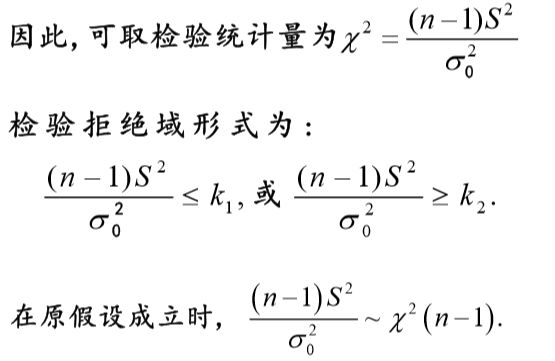 因此,可取检验统计量为 χ² = (n−1)S² / σ₀²
检验拒绝域形式为:
(n−1)S² / σ₀² ≤ k₁, 或 (n−1)S² / σ₀² ≥ k₂.
在原假设成立时, (n−1)S² / σ₀² ~ χ²(n−1).